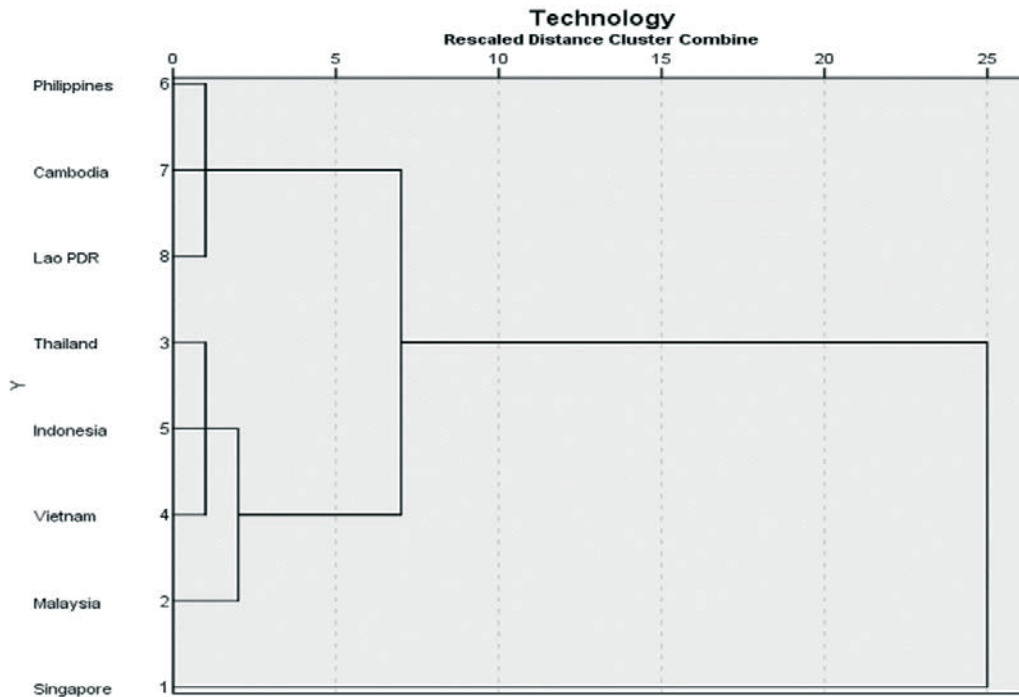 Technology
Rescaled Distance Cluster Combine
0 5 10 15 20 25
Philippines 6
Cambodia 7
Lao PDR 8
Thailand 3
Y
Indonesia 5
Vietnam 4
Malaysia 2
Singapore 1